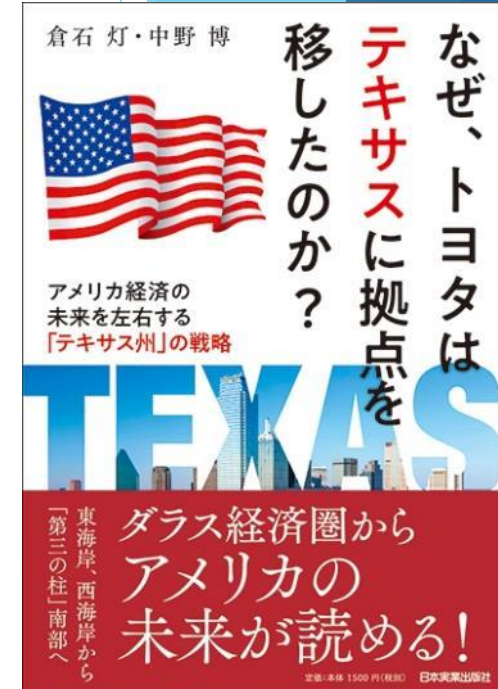 倉石 灯・中野 博
なぜ、トヨタは
テキサスに拠点を
移したのか？
アメリカ経済の
未来を左右する
「テキサス州」の戦略
TEXAS
東海岸、西海岸から
「第三の柱」南部へ
ダラス経済圏から
アメリカの
未来が読める!
定価:本体 1500 円(税別)
日本実業出版社